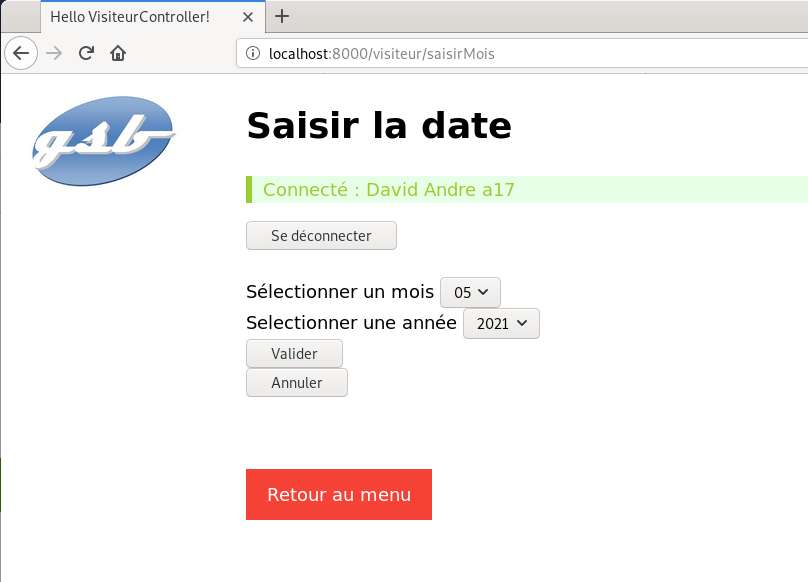 Hello VisiteurController!
localhost:8000/visiteur/saisirMois
gsb
Saisir la date
Connecté : David Andre a17
Se déconnecter
Sélectionner un mois 05
Selectionner une année 2021
Valider
Annuler
Retour au menu